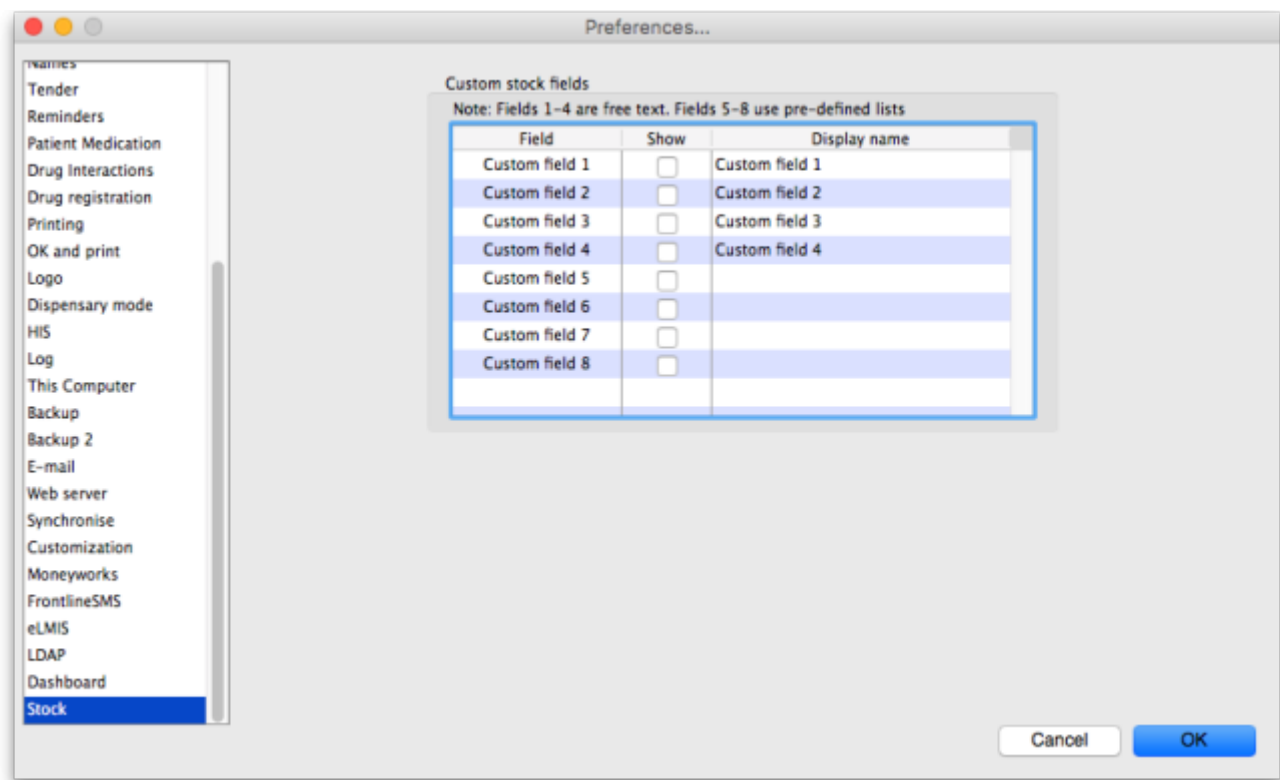 Preferences...
Names
Tender
Reminders
Patient Medication
Drug Interactions
Drug registration
Printing
OK and print
Logo
Dispensary mode
HIS
Log
This Computer
Backup
Backup 2
E-mail
Web server
Synchronise
Customization
Moneyworks
FrontlineSMS
eLMIS
LDAP
Dashboard
Stock
Custom stock fields
Note: Fields 1-4 are free text. Fields 5-8 use pre-defined lists
Field Show Display name
Custom field 1 Custom field 1
Custom field 2 Custom field 2
Custom field 3 Custom field 3
Custom field 4 Custom field 4
Custom field 5
Custom field 6
Custom field 7
Custom field 8
Cancel OK